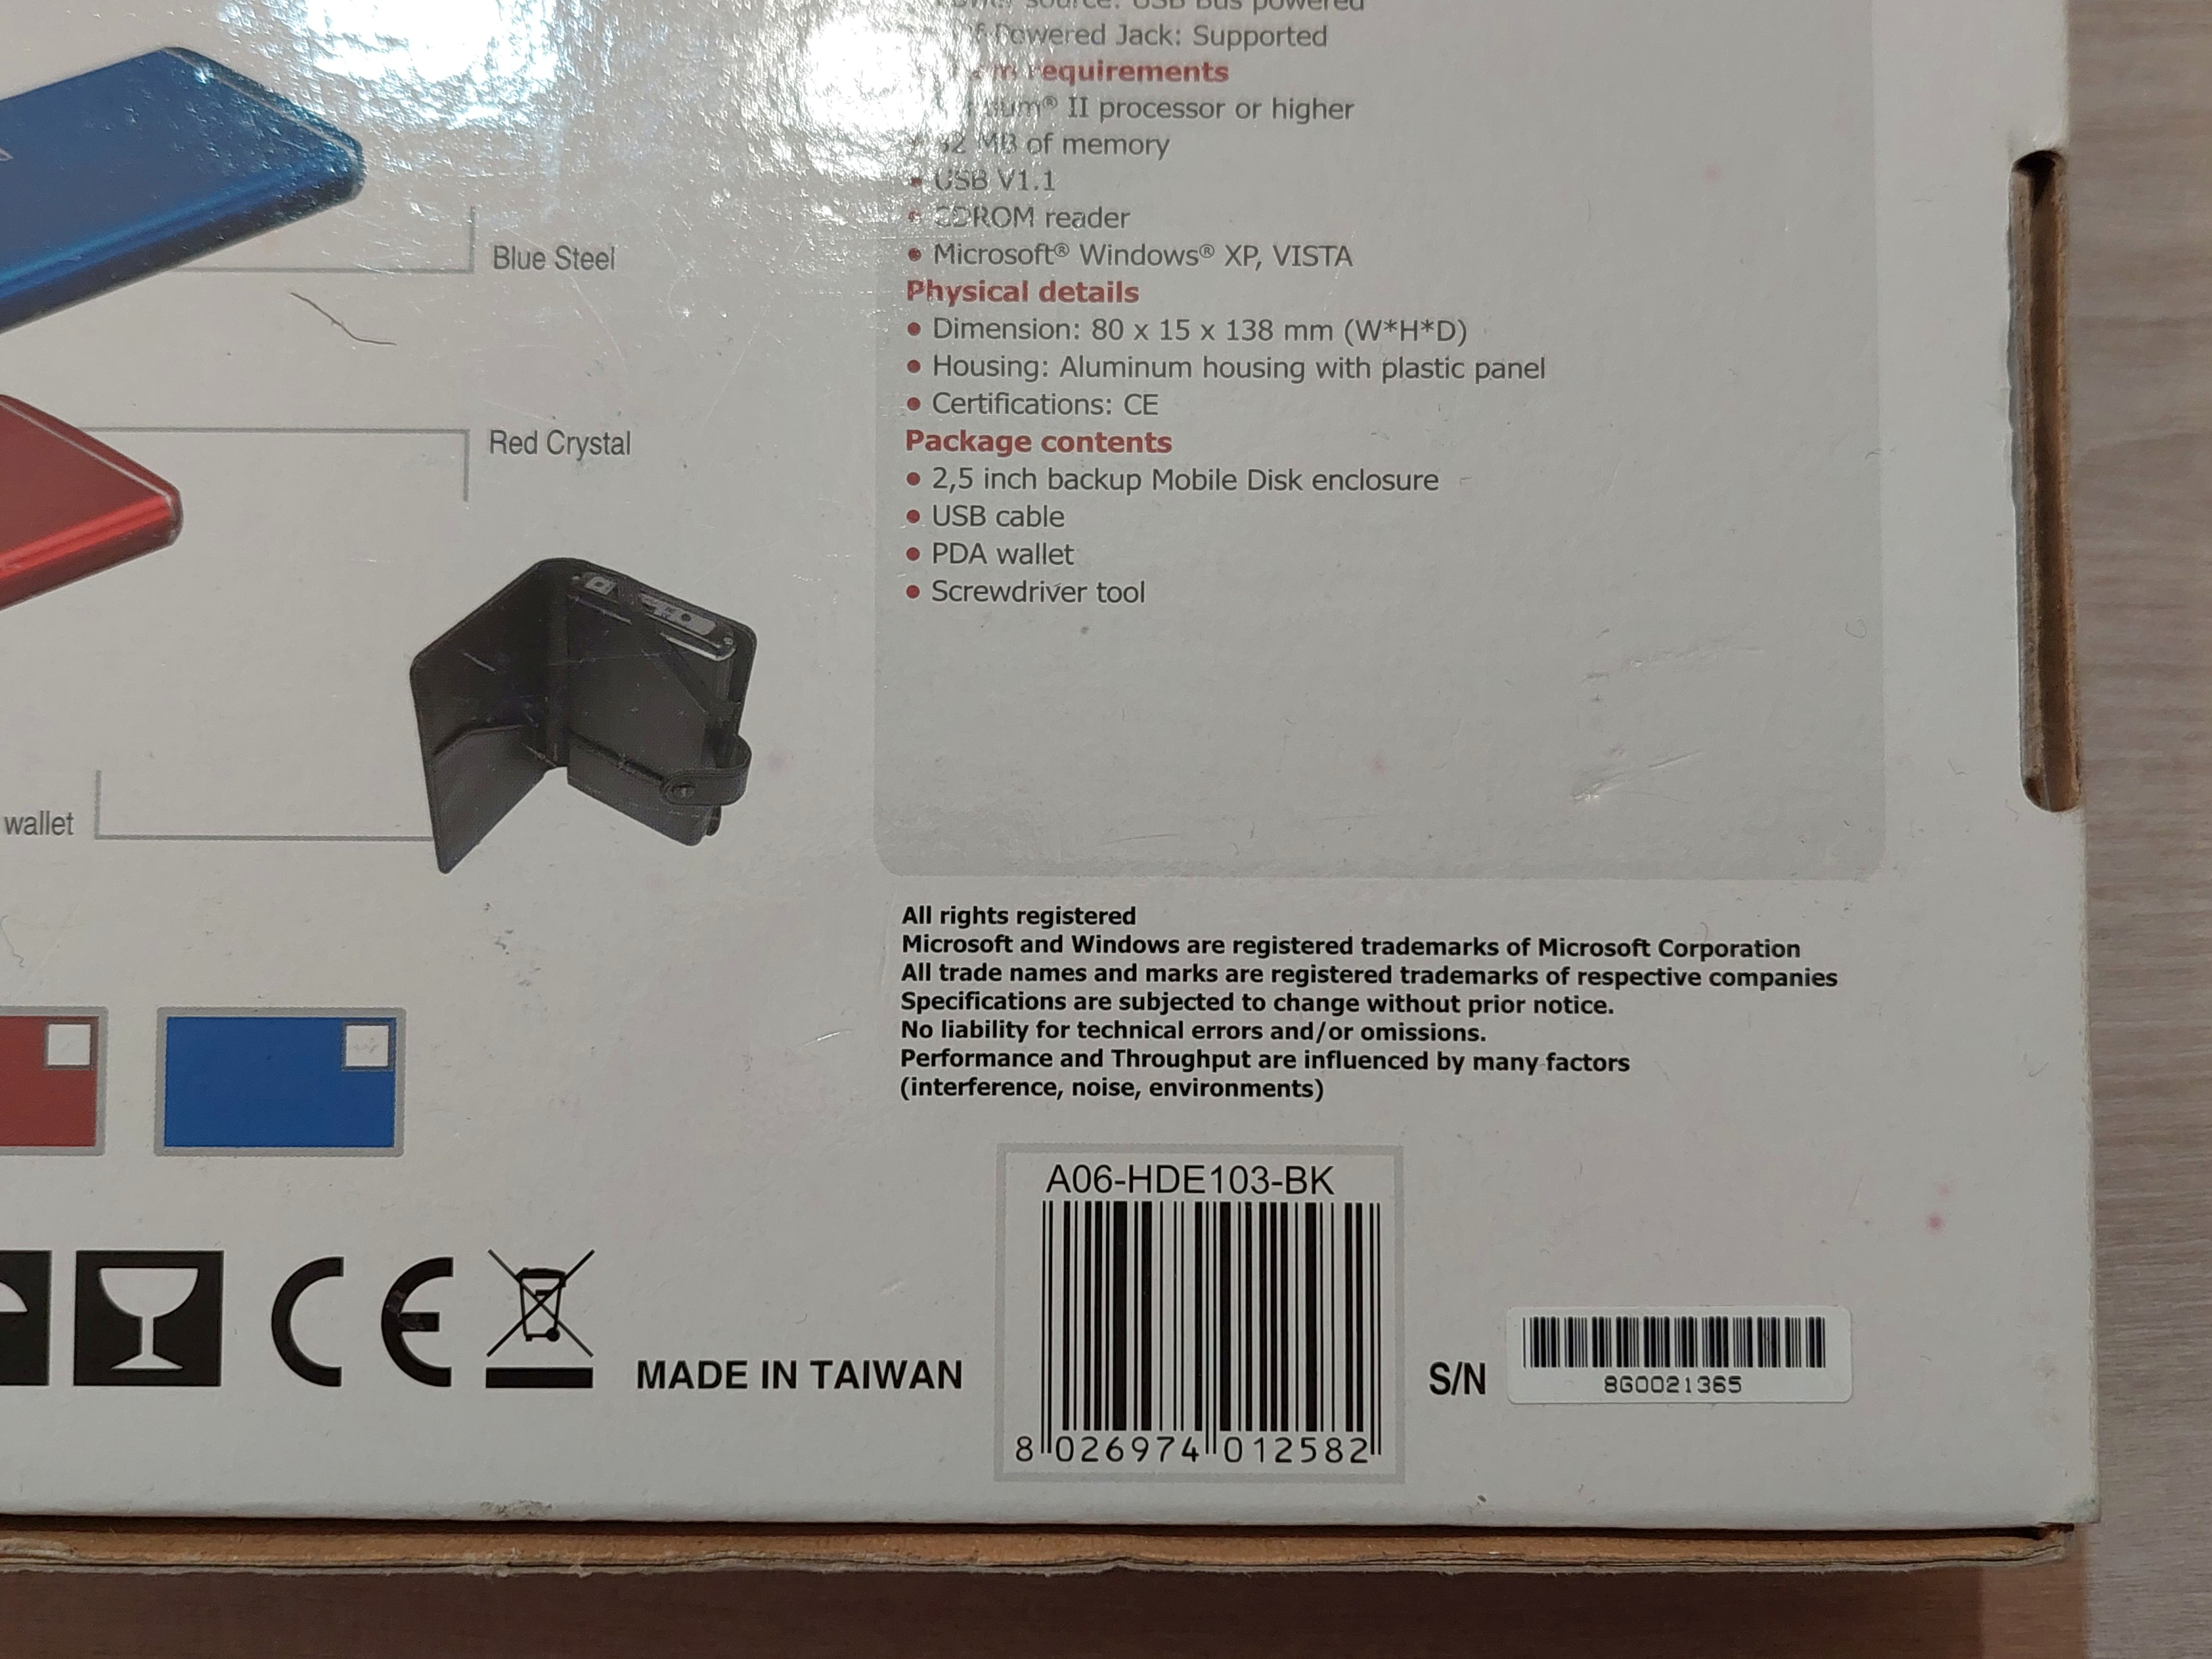 source: USB Bus powered
Powered Jack: Supported
requirements
II processor or higher
MB of memory
USB V1.1
CDROM reader
Microsoft® Windows® XP, VISTA
Physical details
Dimension: 80 x 15 x 138 mm (W*H*D)
Housing: Aluminum housing with plastic panel
Certifications: CE
Package contents
2,5 inch backup Mobile Disk enclosure
USB cable
PDA wallet
Screwdriver tool
Blue Steel
Red Crystal
wallet
All rights registered
Microsoft and Windows are registered trademarks of Microsoft Corporation
All trade names and marks are registered trademarks of respective companies
Specifications are subjected to change without prior notice.
No liability for technical errors and/or omissions.
Performance and Throughput are influenced by many factors
(interference, noise, environments)
A06-HDE103-BK
8 026974 012582
CE
MADE IN TAIWAN
S/N
8G0021365